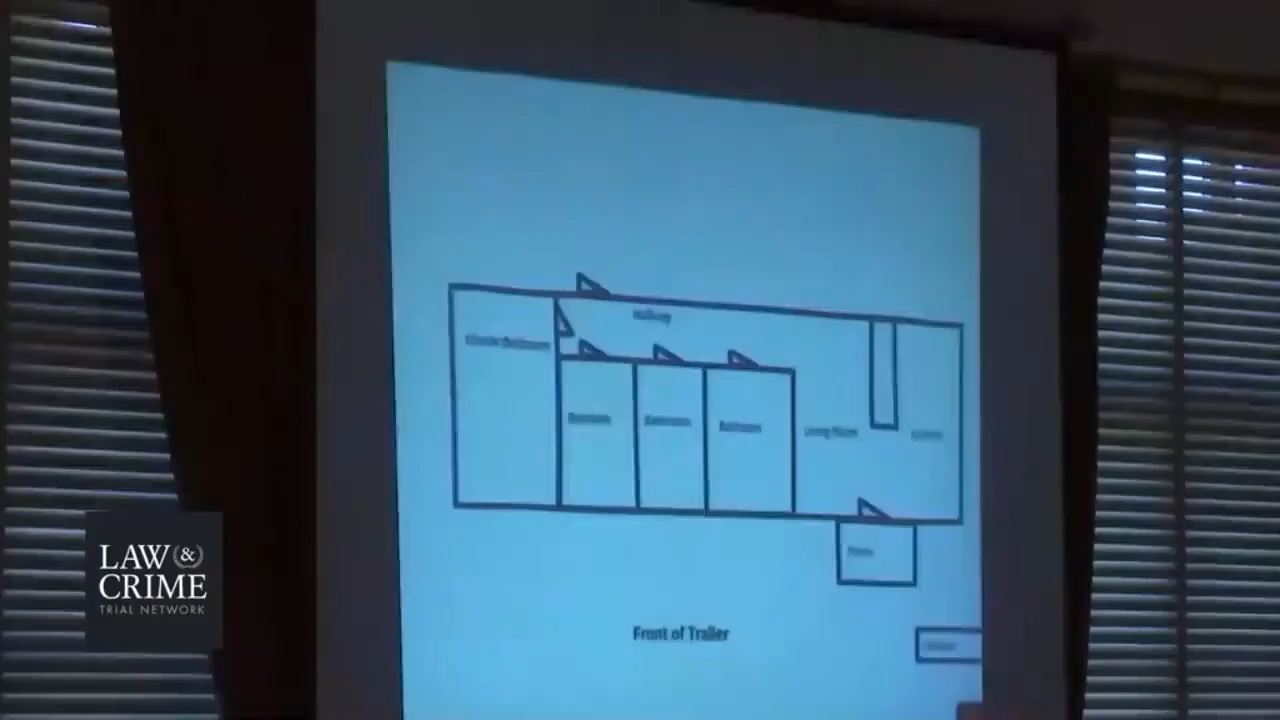 Hallway
Master Bedroom
Bedroom
Bathroom
Bedroom
Living Room
Kitchen
Porch
Front of Trailer
LAW & CRIME
TRIAL NETWORK